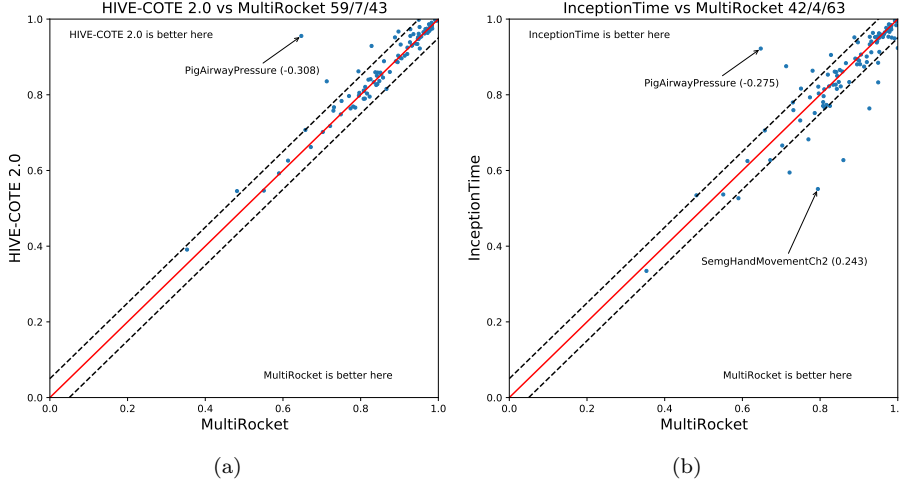 HIVE-COTE 2.0 vs MultiRocket 59/7/43
HIVE-COTE 2.0 is better here
PigAirwayPressure (-0.308)
MultiRocket is better here
1.0
0.8
0.6
0.4
0.2
0.0
HIVE-COTE 2.0
0.0 0.2 0.4 0.6 0.8 1.0
MultiRocket
(a)
InceptionTime vs MultiRocket 42/4/63
InceptionTime is better here
PigAirwayPressure (-0.275)
SemgHandMovementCh2 (0.243)
MultiRocket is better here
1.0
0.8
0.6
0.4
0.2
0.0
InceptionTime
0.0 0.2 0.4 0.6 0.8 1.
MultiRocket
(b)